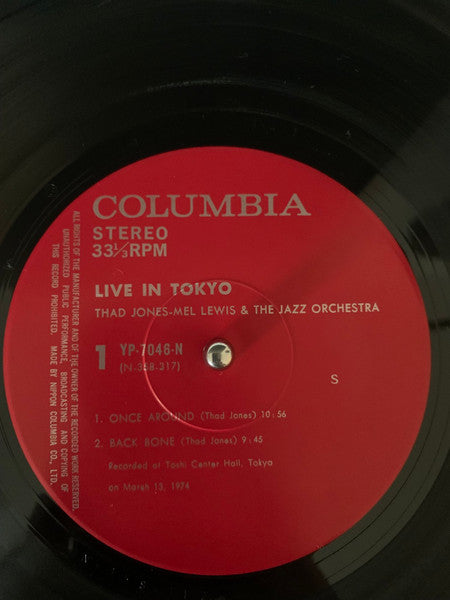 COLUMBIA
STEREO
33⅓RPM
LIVE IN TOKYO
THAD JONES-MEL LEWIS & THE JAZZ ORCHESTRA
1 YP-7046-N
(N-358-317)
S
1. ONCE AROUND (Thad Jones) 10:56
2. BACK BONE (Thad Jones) 9:45
Recorded at Toshi Center Hall, Tokyo
on March 13, 1974
ALL RIGHTS OF THE MANUFACTURER AND OF THE OWNER OF THE RECORDED WORK RESERVED.
UNAUTHORIZED PUBLIC PERFORMANCE, BROADCASTING AND COPYING OF
THIS RECORD PROHIBITED. MADE BY NIPPON COLUMBIA CO., LTD.